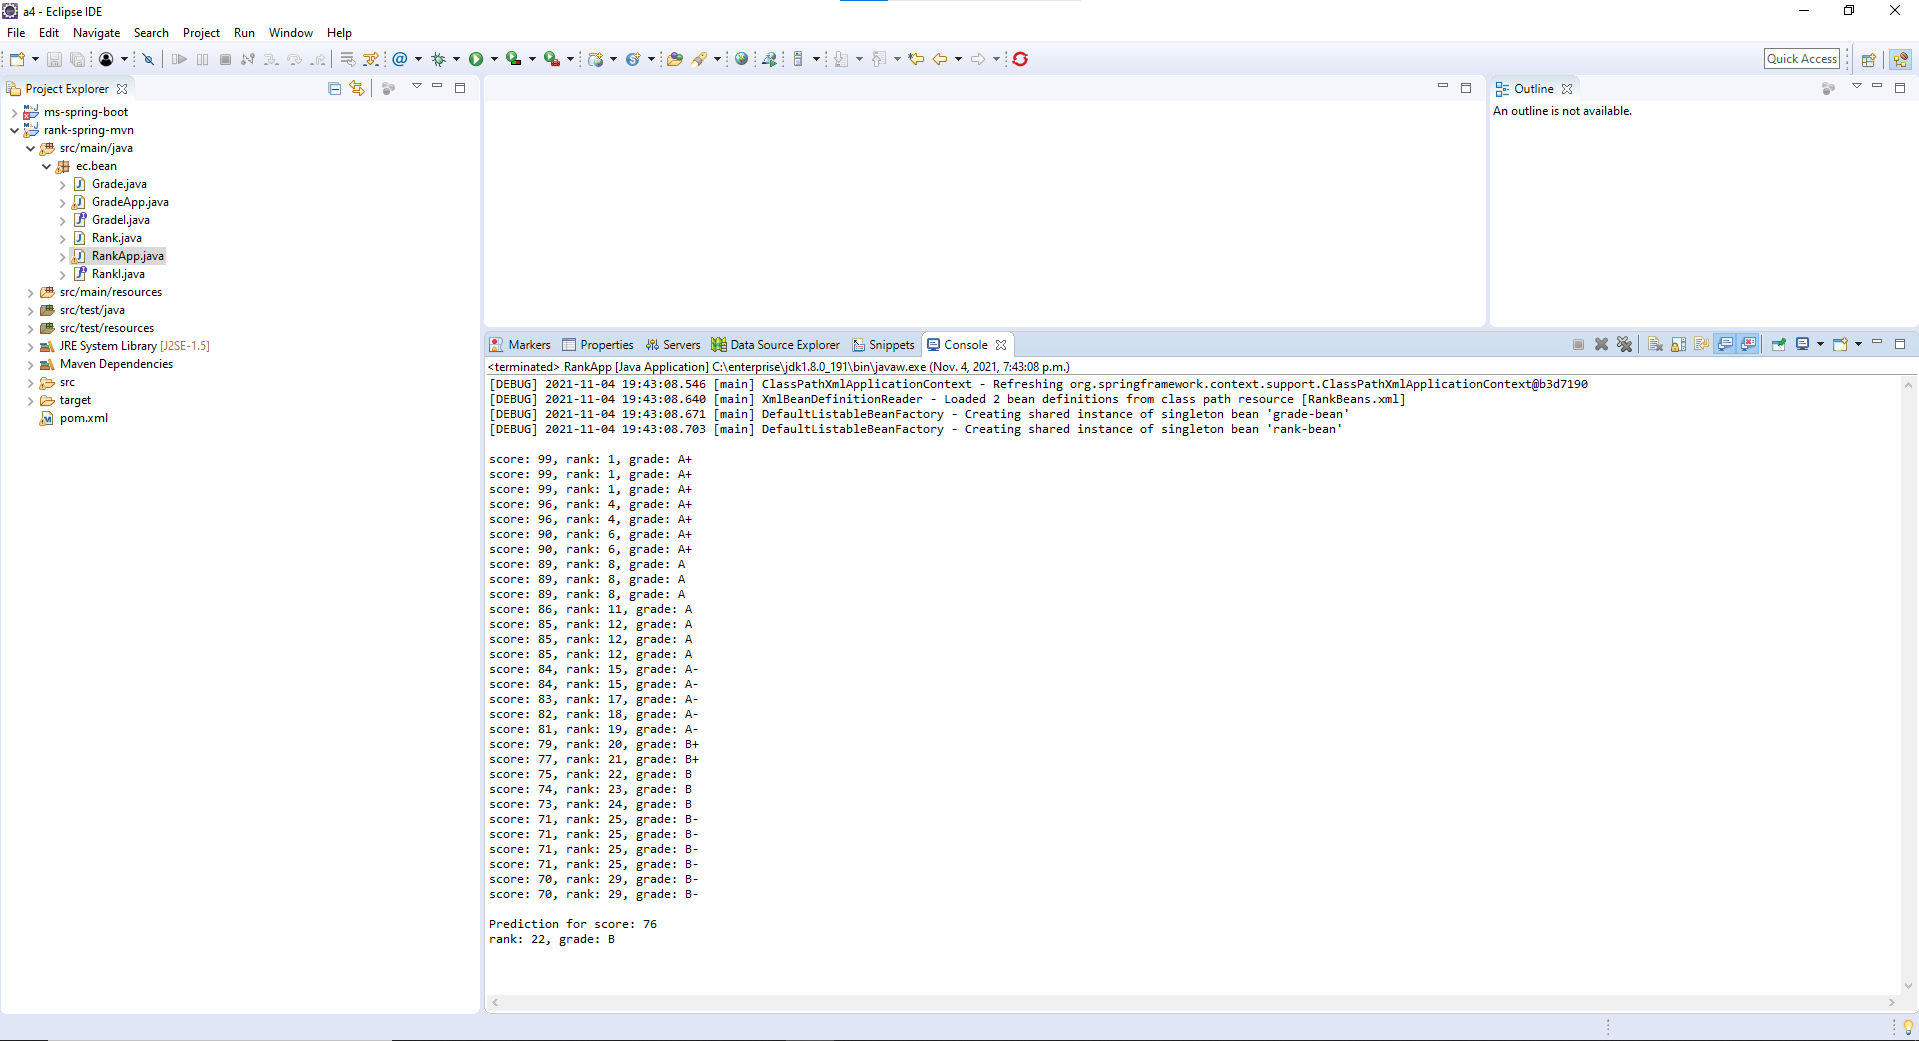 a4 - Eclipse IDE
File Edit Navigate Search Project Run Window Help
Quick Access
Project Explorer
ms-spring-boot
rank-spring-mvn
src/main/java
ec.bean
Grade.java
GradeApp.java
GradeI.java
Rank.java
RankApp.java
RankI.java
src/main/resources
src/test/java
src/test/resources
JRE System Library [J2SE-1.5]
Maven Dependencies
src
target
pom.xml
Outline
An outline is not available.
Markers Properties Servers Data Source Explorer Snippets Console
<terminated> RankApp [Java Application] C:\enterprise\jdk1.8.0_191\bin\javaw.exe (Nov. 4, 2021, 7:43:08 p.m.)
[DEBUG] 2021-11-04 19:43:08.546 [main] ClassPathXmlApplicationContext - Refreshing org.springframework.context.support.ClassPathXmlApplicationContext@b3d7190
[DEBUG] 2021-11-04 19:43:08.640 [main] XmlBeanDefinitionReader - Loaded 2 bean definitions from class path resource [RankBeans.xml]
[DEBUG] 2021-11-04 19:43:08.671 [main] DefaultListableBeanFactory - Creating shared instance of singleton bean 'grade-bean'
[DEBUG] 2021-11-04 19:43:08.703 [main] DefaultListableBeanFactory - Creating shared instance of singleton bean 'rank-bean'
score: 99, rank: 1, grade: A+
score: 99, rank: 1, grade: A+
score: 99, rank: 1, grade: A+
score: 96, rank: 4, grade: A+
score: 96, rank: 4, grade: A+
score: 90, rank: 6, grade: A+
score: 90, rank: 6, grade: A+
score: 89, rank: 8, grade: A
score: 89, rank: 8, grade: A
score: 89, rank: 8, grade: A
score: 86, rank: 11, grade: A
score: 85, rank: 12, grade: A
score: 85, rank: 12, grade: A
score: 85, rank: 12, grade: A
score: 84, rank: 15, grade: A-
score: 84, rank: 15, grade: A-
score: 83, rank: 17, grade: A-
score: 82, rank: 18, grade: A-
score: 81, rank: 19, grade: A-
score: 79, rank: 20, grade: B+
score: 77, rank: 21, grade: B+
score: 75, rank: 22, grade: B
score: 74, rank: 23, grade: B
score: 73, rank: 24, grade: B
score: 71, rank: 25, grade: B-
score: 71, rank: 25, grade: B-
score: 71, rank: 25, grade: B-
score: 71, rank: 25, grade: B-
score: 70, rank: 29, grade: B-
score: 70, rank: 29, grade: B-
Prediction for score: 76
rank: 22, grade: B